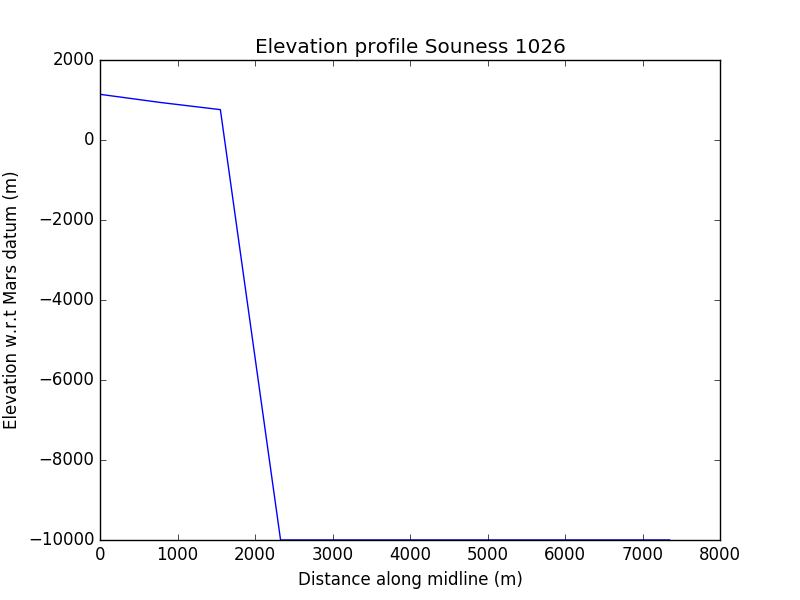 Elevation profile Souness 1026
2000
0
−2000
−4000
−6000
−8000
−10000
Elevation w.r.t Mars datum (m)
0 1000 2000 3000 4000 5000 6000 7000 8000
Distance along midline (m)